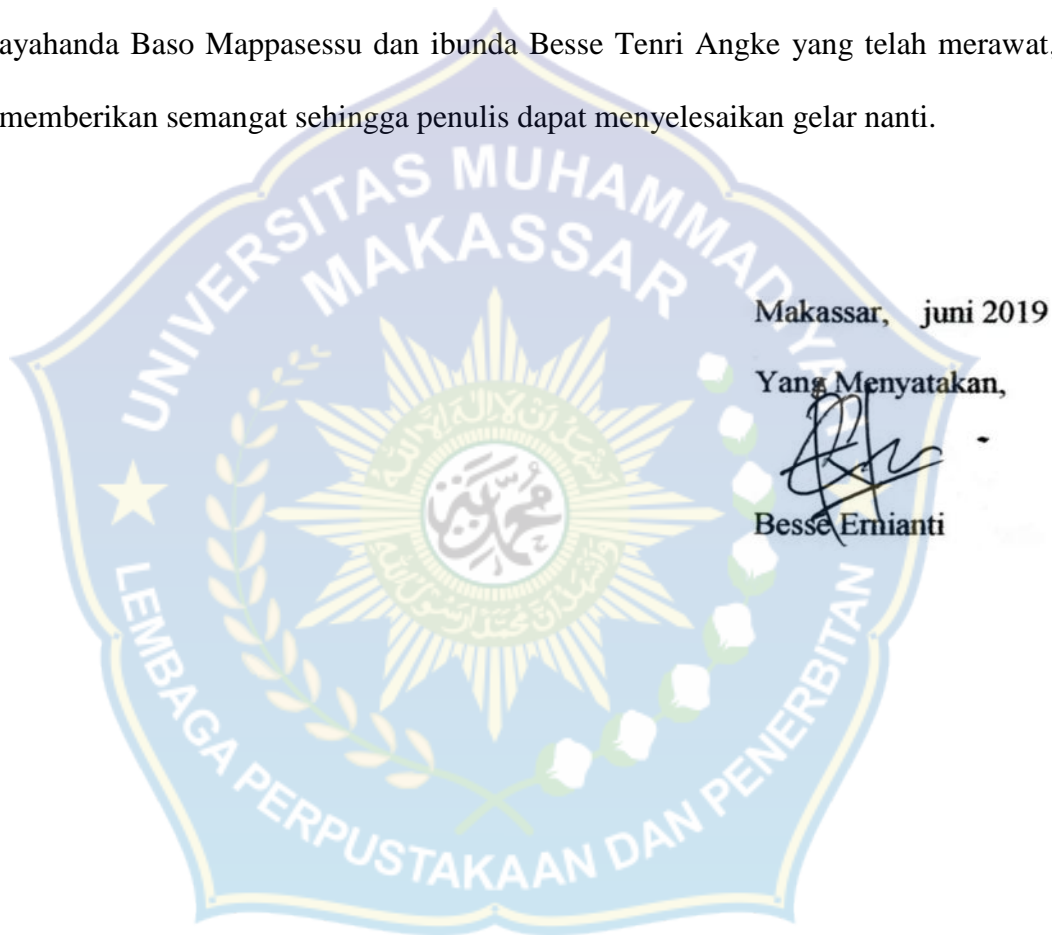 ayahanda Baso Mappasessu dan ibunda Besse Tenri Angke yang telah merawat,
memberikan semangat sehingga penulis dapat menyelesaikan gelar nanti.
UNIVERSITAS MUHAMMADIYAH
MAKASSAR
Makassar, juni 2019
Yang Menyatakan,
Besse Ernianti
LEMBAGA PERPUSTAKAAN DAN PENERBITAN